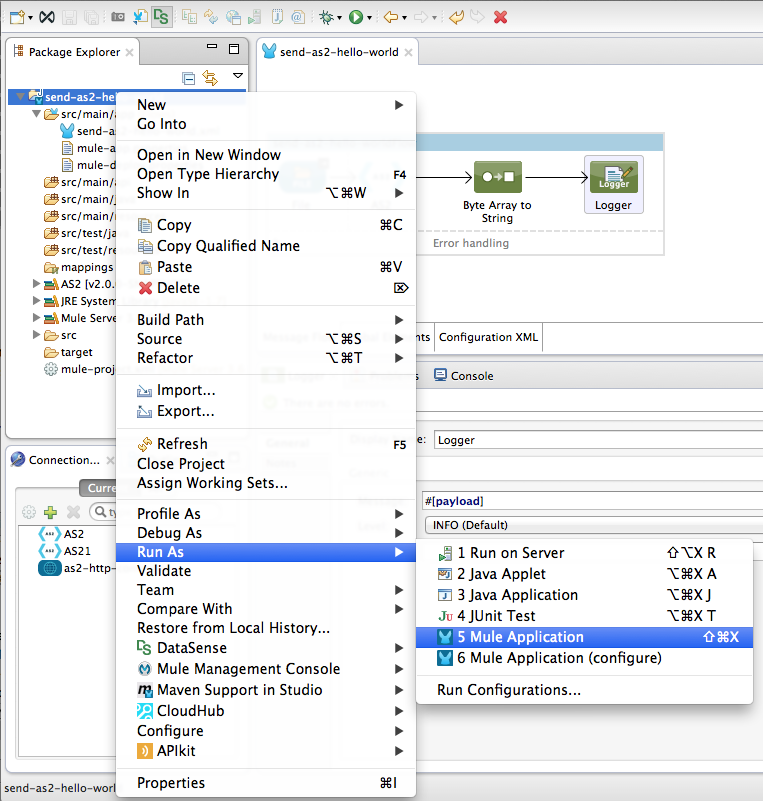 Package Explorer
send-as2-hello-world
send-as2-he
src/main/a
send-a
mule-a
mule-d
src/main/a
src/main/j
src/main/
src/test/ja
src/test/re
mappings
AS2 [v2.0.
JRE System
Mule Serve
src
target
mule-proj
New
Go Into
Open in New Window
Open Type Hierarchy F4
Show In ⌥⌘W
Copy ⌘C
Copy Qualified Name
Paste ⌘V
Delete ⌦
Build Path
Source ⌥⌘S
Refactor ⌥⌘T
Import...
Export...
Refresh F5
Close Project
Assign Working Sets...
Profile As
Debug As
Run As
Validate
Team
Compare With
Restore from Local History...
DataSense
Mule Management Console
Maven Support in Studio
CloudHub
Configure
APIkit
Properties ⌘I
Byte Array to
String
Logger
Logger
Error handling
nts
Configuration XML
Console
e: Logger
#[payload]
INFO (Default)
1 Run on Server ⇧⌥X R
2 Java Applet ⌥⌘X A
3 Java Application ⌥⌘X J
4 JUnit Test ⌥⌘X T
5 Mule Application ⇧⌘X
6 Mule Application (configure)
Run Configurations...
Connection...
Curre
ty
AS2
AS21
as2-http-
send-as2-hello-worl